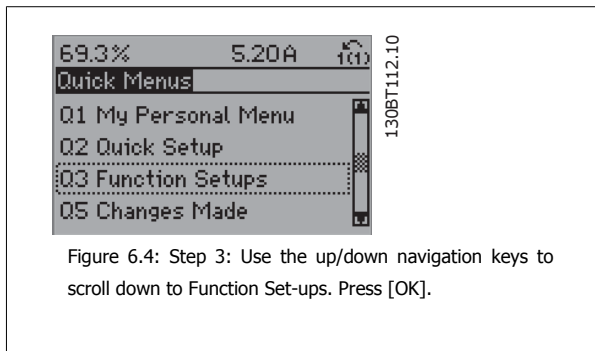 69.3% 5.20A 1(1)
Quick Menus
Q1 My Personal Menu
Q2 Quick Setup
Q3 Function Setups
Q5 Changes Made
130BT112.10
Figure 6.4: Step 3: Use the up/down navigation keys to
scroll down to Function Set-ups. Press [OK].